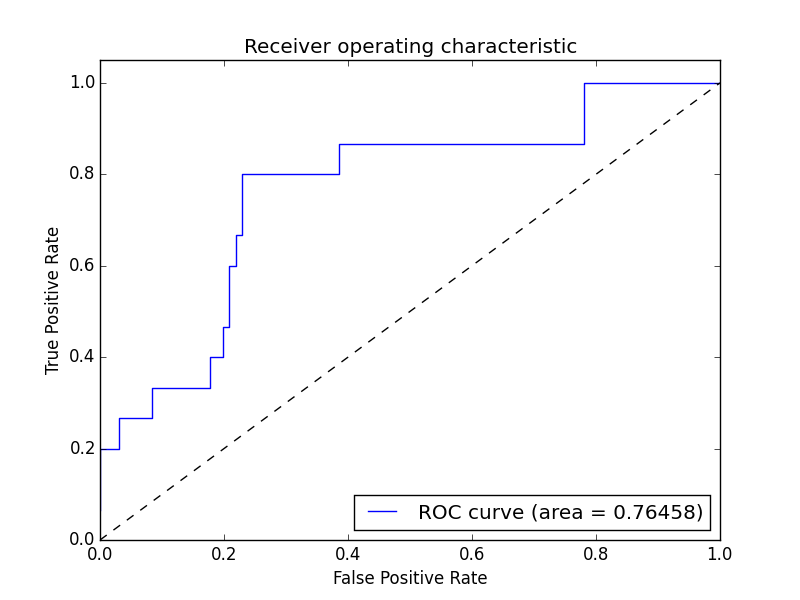 Receiver operating characteristic
1.0
0.8
0.6
0.4
0.2
0.0
True Positive Rate
ROC curve (area = 0.76458)
0.0 0.2 0.4 0.6 0.8 1.0
False Positive Rate